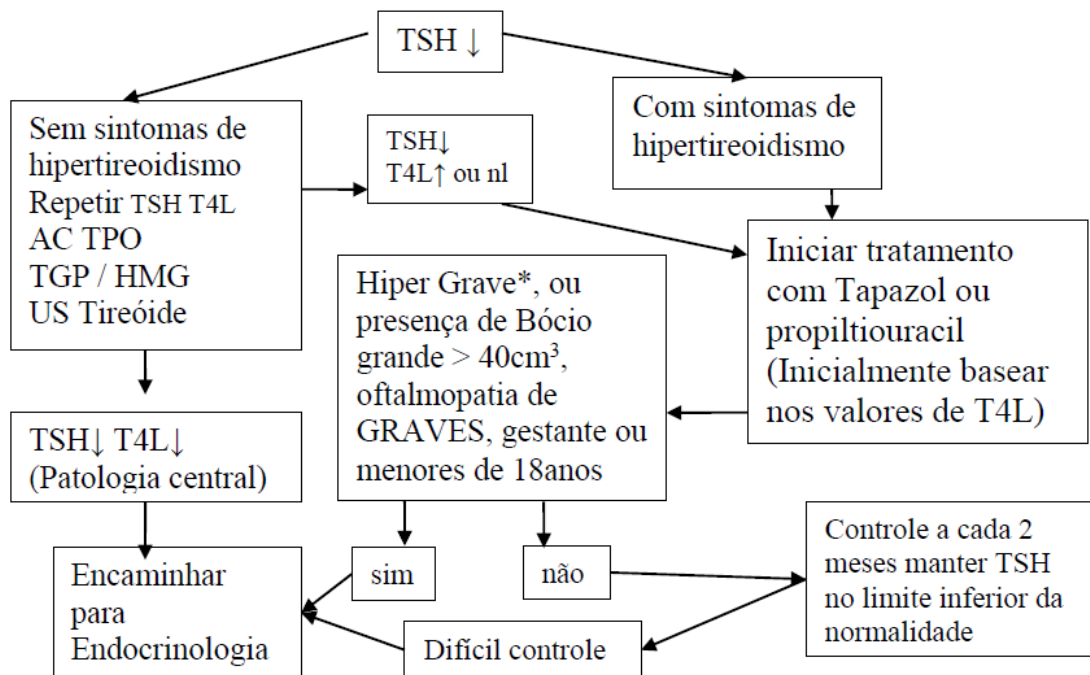 TSH ↓
Sem sintomas de
hipertireoidismo
Repetir TSH T4L
AC TPO
TGP / HMG
US Tireóide
TSH↓
T4L↑ ou nl
Com sintomas de
hipertireoidismo
Iniciar tratamento
com Tapazol ou
propiltiouracil
(Inicialmente basear
nos valores de T4L)
Hiper Grave*, ou
presença de Bócio
grande > 40cm³,
oftalmopatia de
GRAVES, gestante ou
menores de 18anos
TSH↓ T4L↓
(Patologia central)
sim
não
Controle a cada 2
meses manter TSH
no limite inferior da
normalidade
Encaminhar
para
Endocrinologia
Difícil controle